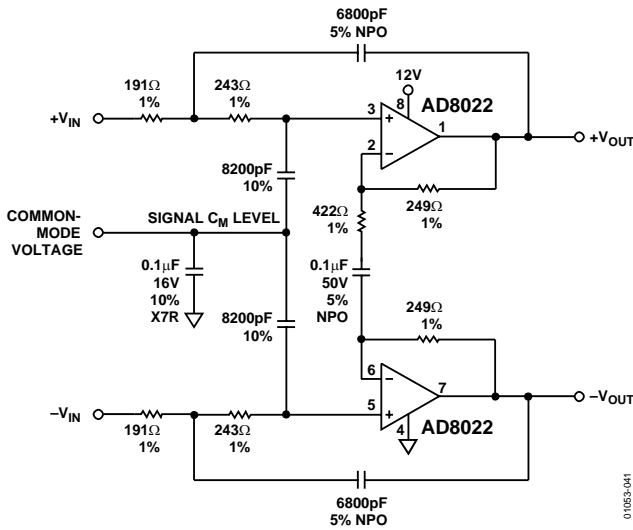 6800pF
5% NPO
191Ω
1%
243Ω
1%
12V
8
AD8022
+VIN
3
+
1
+VOUT
2
−
8200pF
10%
249Ω
1%
COMMON-
MODE
VOLTAGE
SIGNAL CM LEVEL
422Ω
1%
0.1μF
16V
10%
X7R
8200pF
10%
0.1μF
50V
5%
NPO
249Ω
1%
6
−
7
−VIN
5
+
−VOUT
4
AD8022
191Ω
1%
243Ω
1%
6800pF
5% NPO
01053-041